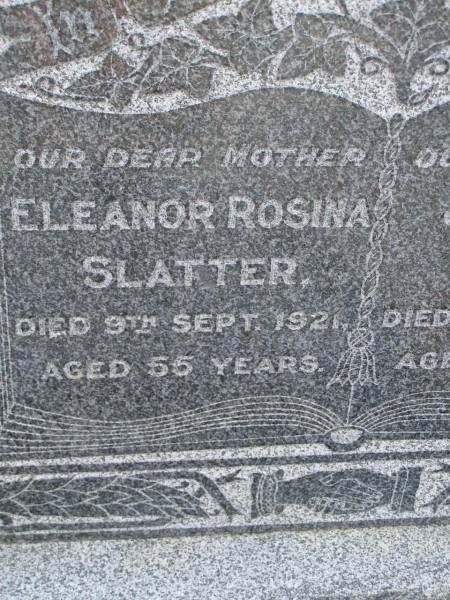 OUR DEAR MOTHER
ELEANOR ROSINA
SLATTER.
DIED 9TH SEPT. 1921.
AGED 55 YEARS.
DIED